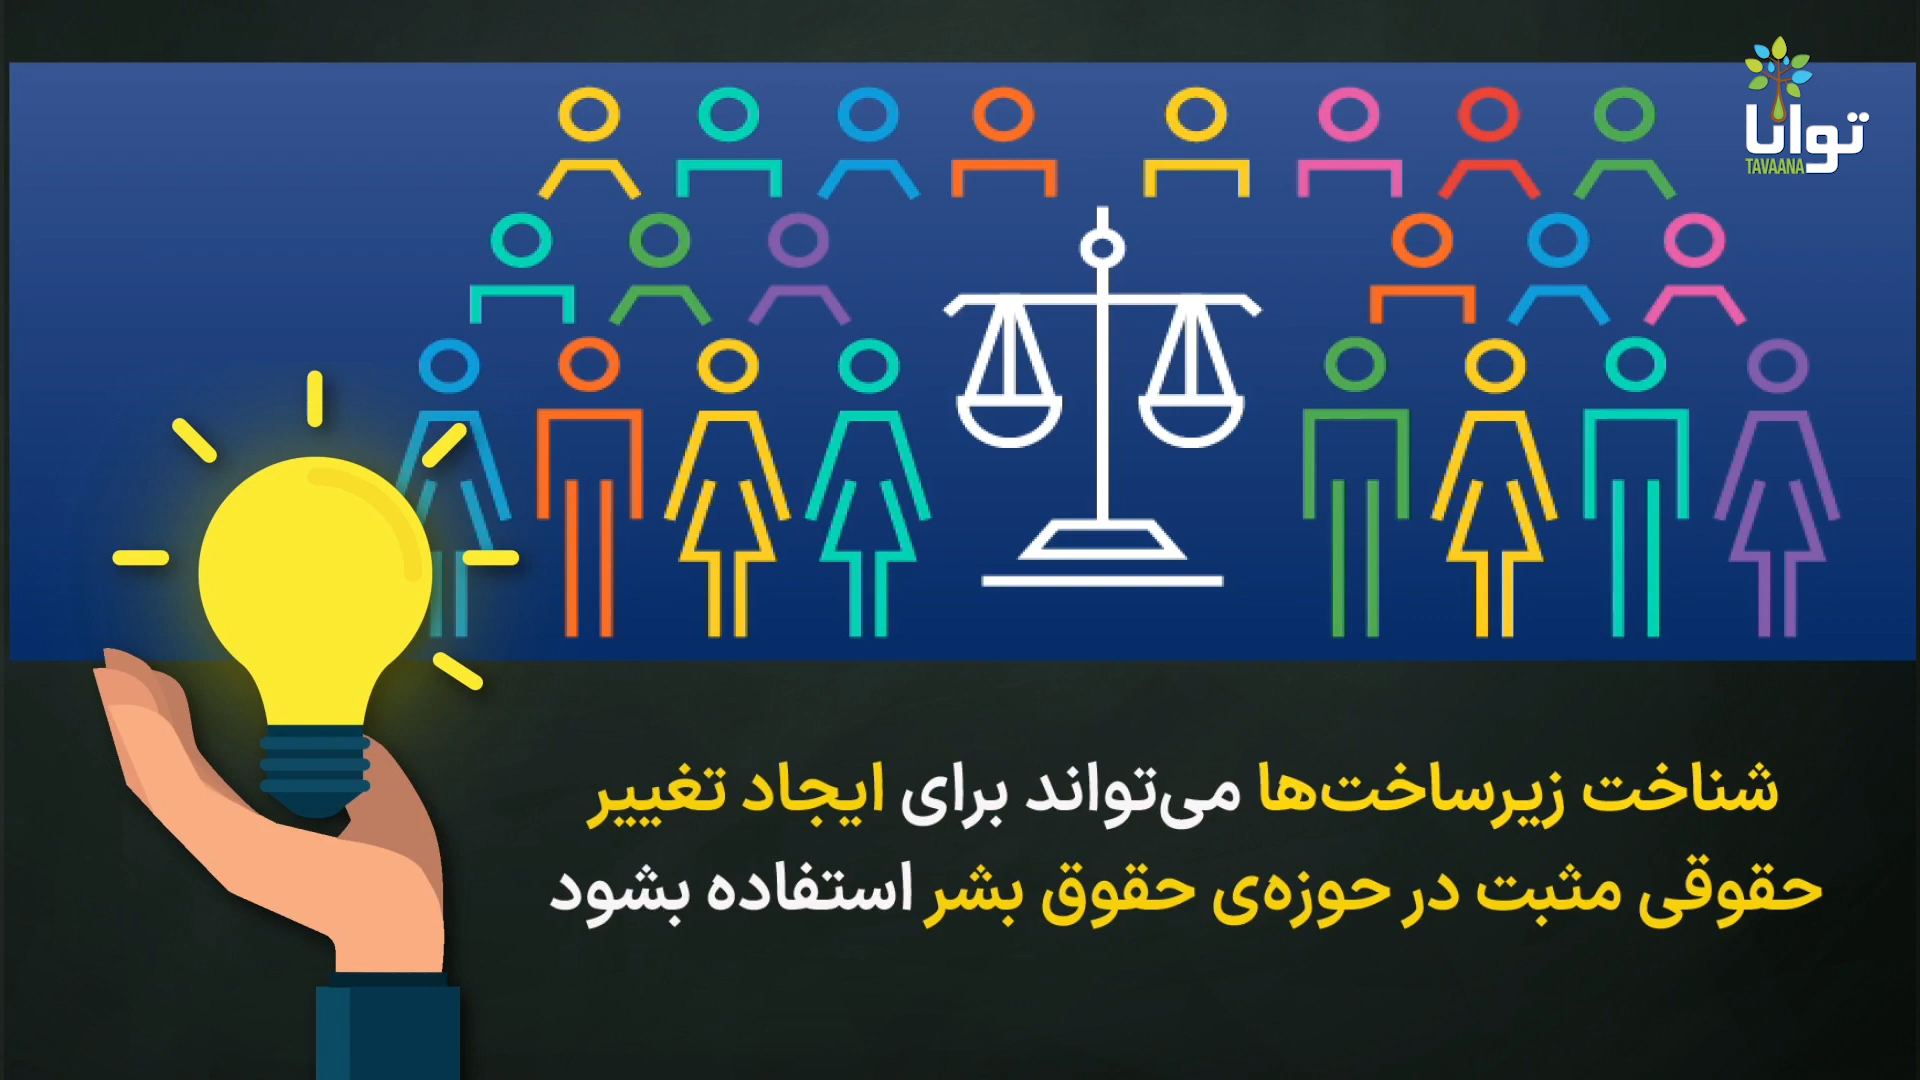 توانا
TAVAANA
شناخت زیرساخت‌ها می‌تواند برای ایجاد تغییر
حقوقی مثبت در حوزه‌ی حقوق بشر استفاده بشود